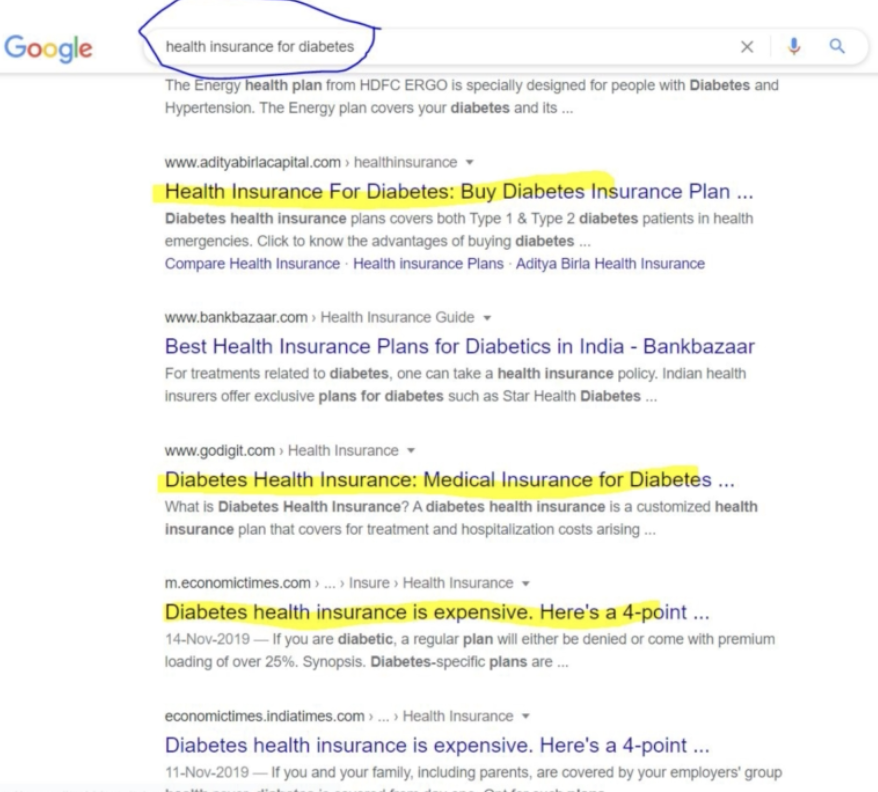 Google
health insurance for diabetes
The Energy health plan from HDFC ERGO is specially designed for people with Diabetes and
Hypertension. The Energy plan covers your diabetes and its ...
www.adityabirlacapital.com › healthinsurance
Health Insurance For Diabetes: Buy Diabetes Insurance Plan ...
Diabetes health insurance plans covers both Type 1 & Type 2 diabetes patients in health
emergencies. Click to know the advantages of buying diabetes ...
Compare Health Insurance · Health insurance Plans · Aditya Birla Health Insurance
www.bankbazaar.com › Health Insurance Guide
Best Health Insurance Plans for Diabetics in India - Bankbazaar
For treatments related to diabetes, one can take a health insurance policy. Indian health
insurers offer exclusive plans for diabetes such as Star Health Diabetes ...
www.godigit.com › Health Insurance
Diabetes Health Insurance: Medical Insurance for Diabetes ...
What is Diabetes Health Insurance? A diabetes health insurance is a customized health
insurance plan that covers for treatment and hospitalization costs arising ...
m.economictimes.com › ... › Insure › Health Insurance
Diabetes health insurance is expensive. Here's a 4-point ...
14-Nov-2019 — If you are diabetic, a regular plan will either be denied or come with premium
loading of over 25%. Synopsis. Diabetes-specific plans are ...
economictimes.indiatimes.com › ... › Health Insurance
Diabetes health insurance is expensive. Here's a 4-point ...
11-Nov-2019 — If you and your family, including parents, are covered by your employers' group